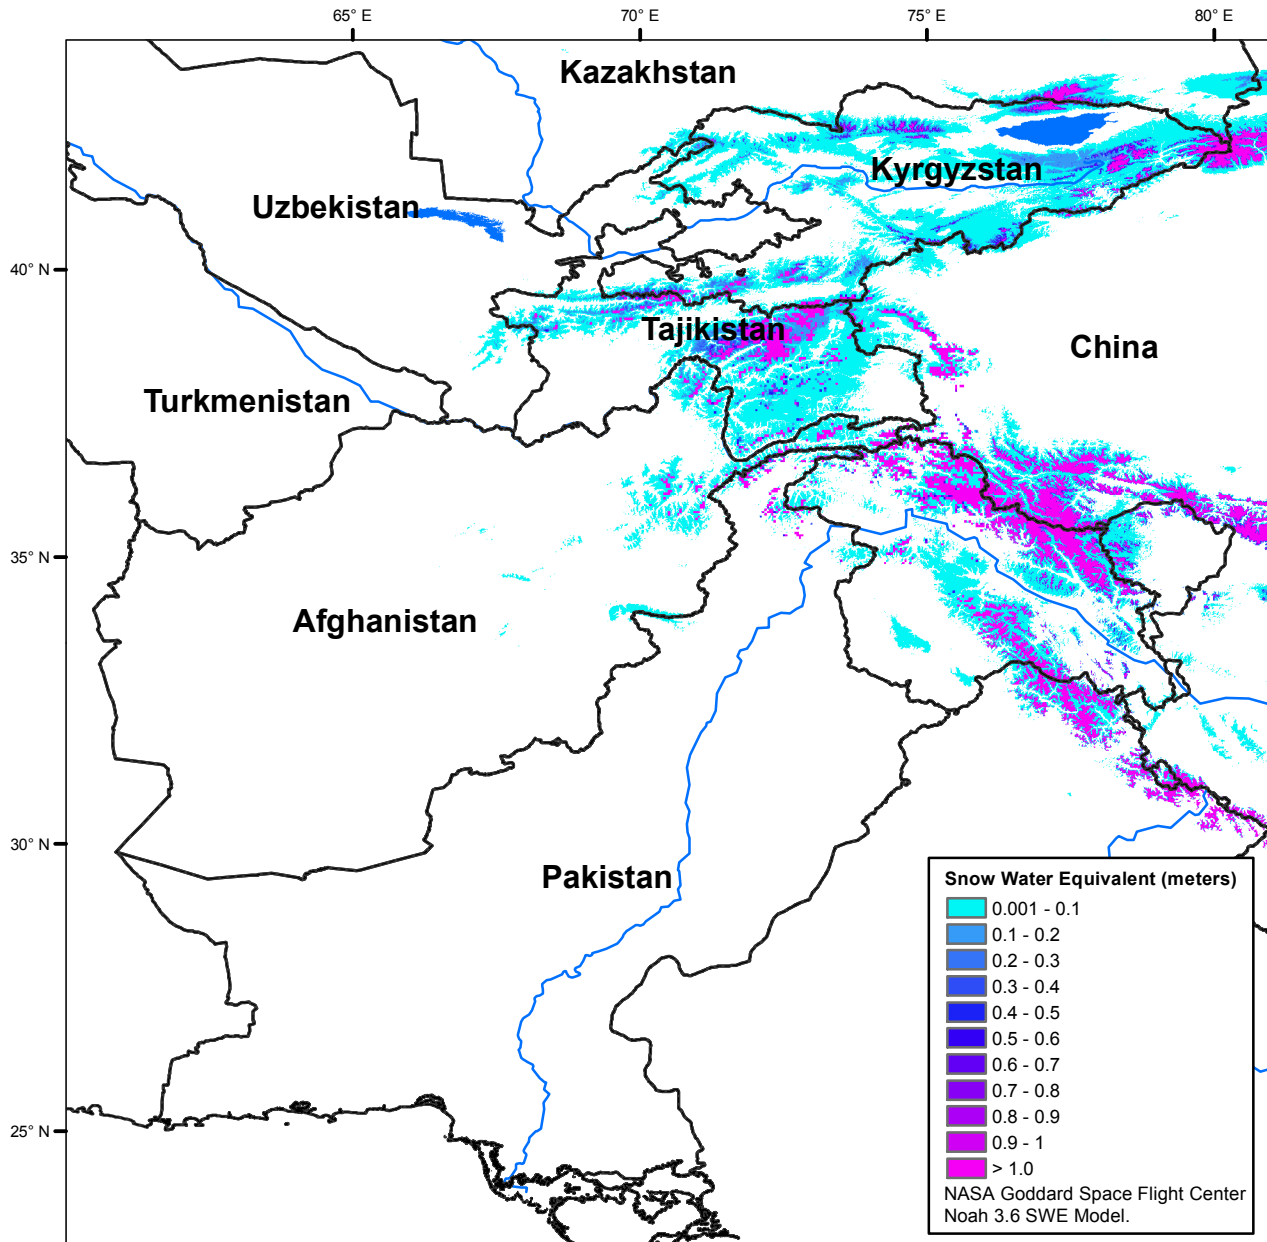 65° E
70° E
75° E
80° E
Kazakhstan
Kyrgyzstan
Uzbekistan
40° N
Tajikistan
China
Turkmenistan
35° N
Afghanistan
30° N
Pakistan
25° N
Snow Water Equivalent (meters)
0.001 - 0.1
0.1 - 0.2
0.2 - 0.3
0.3 - 0.4
0.4 - 0.5
0.5 - 0.6
0.6 - 0.7
0.7 - 0.8
0.8 - 0.9
0.9 - 1
> 1.0
NASA Goddard Space Flight Center
Noah 3.6 SWE Model.